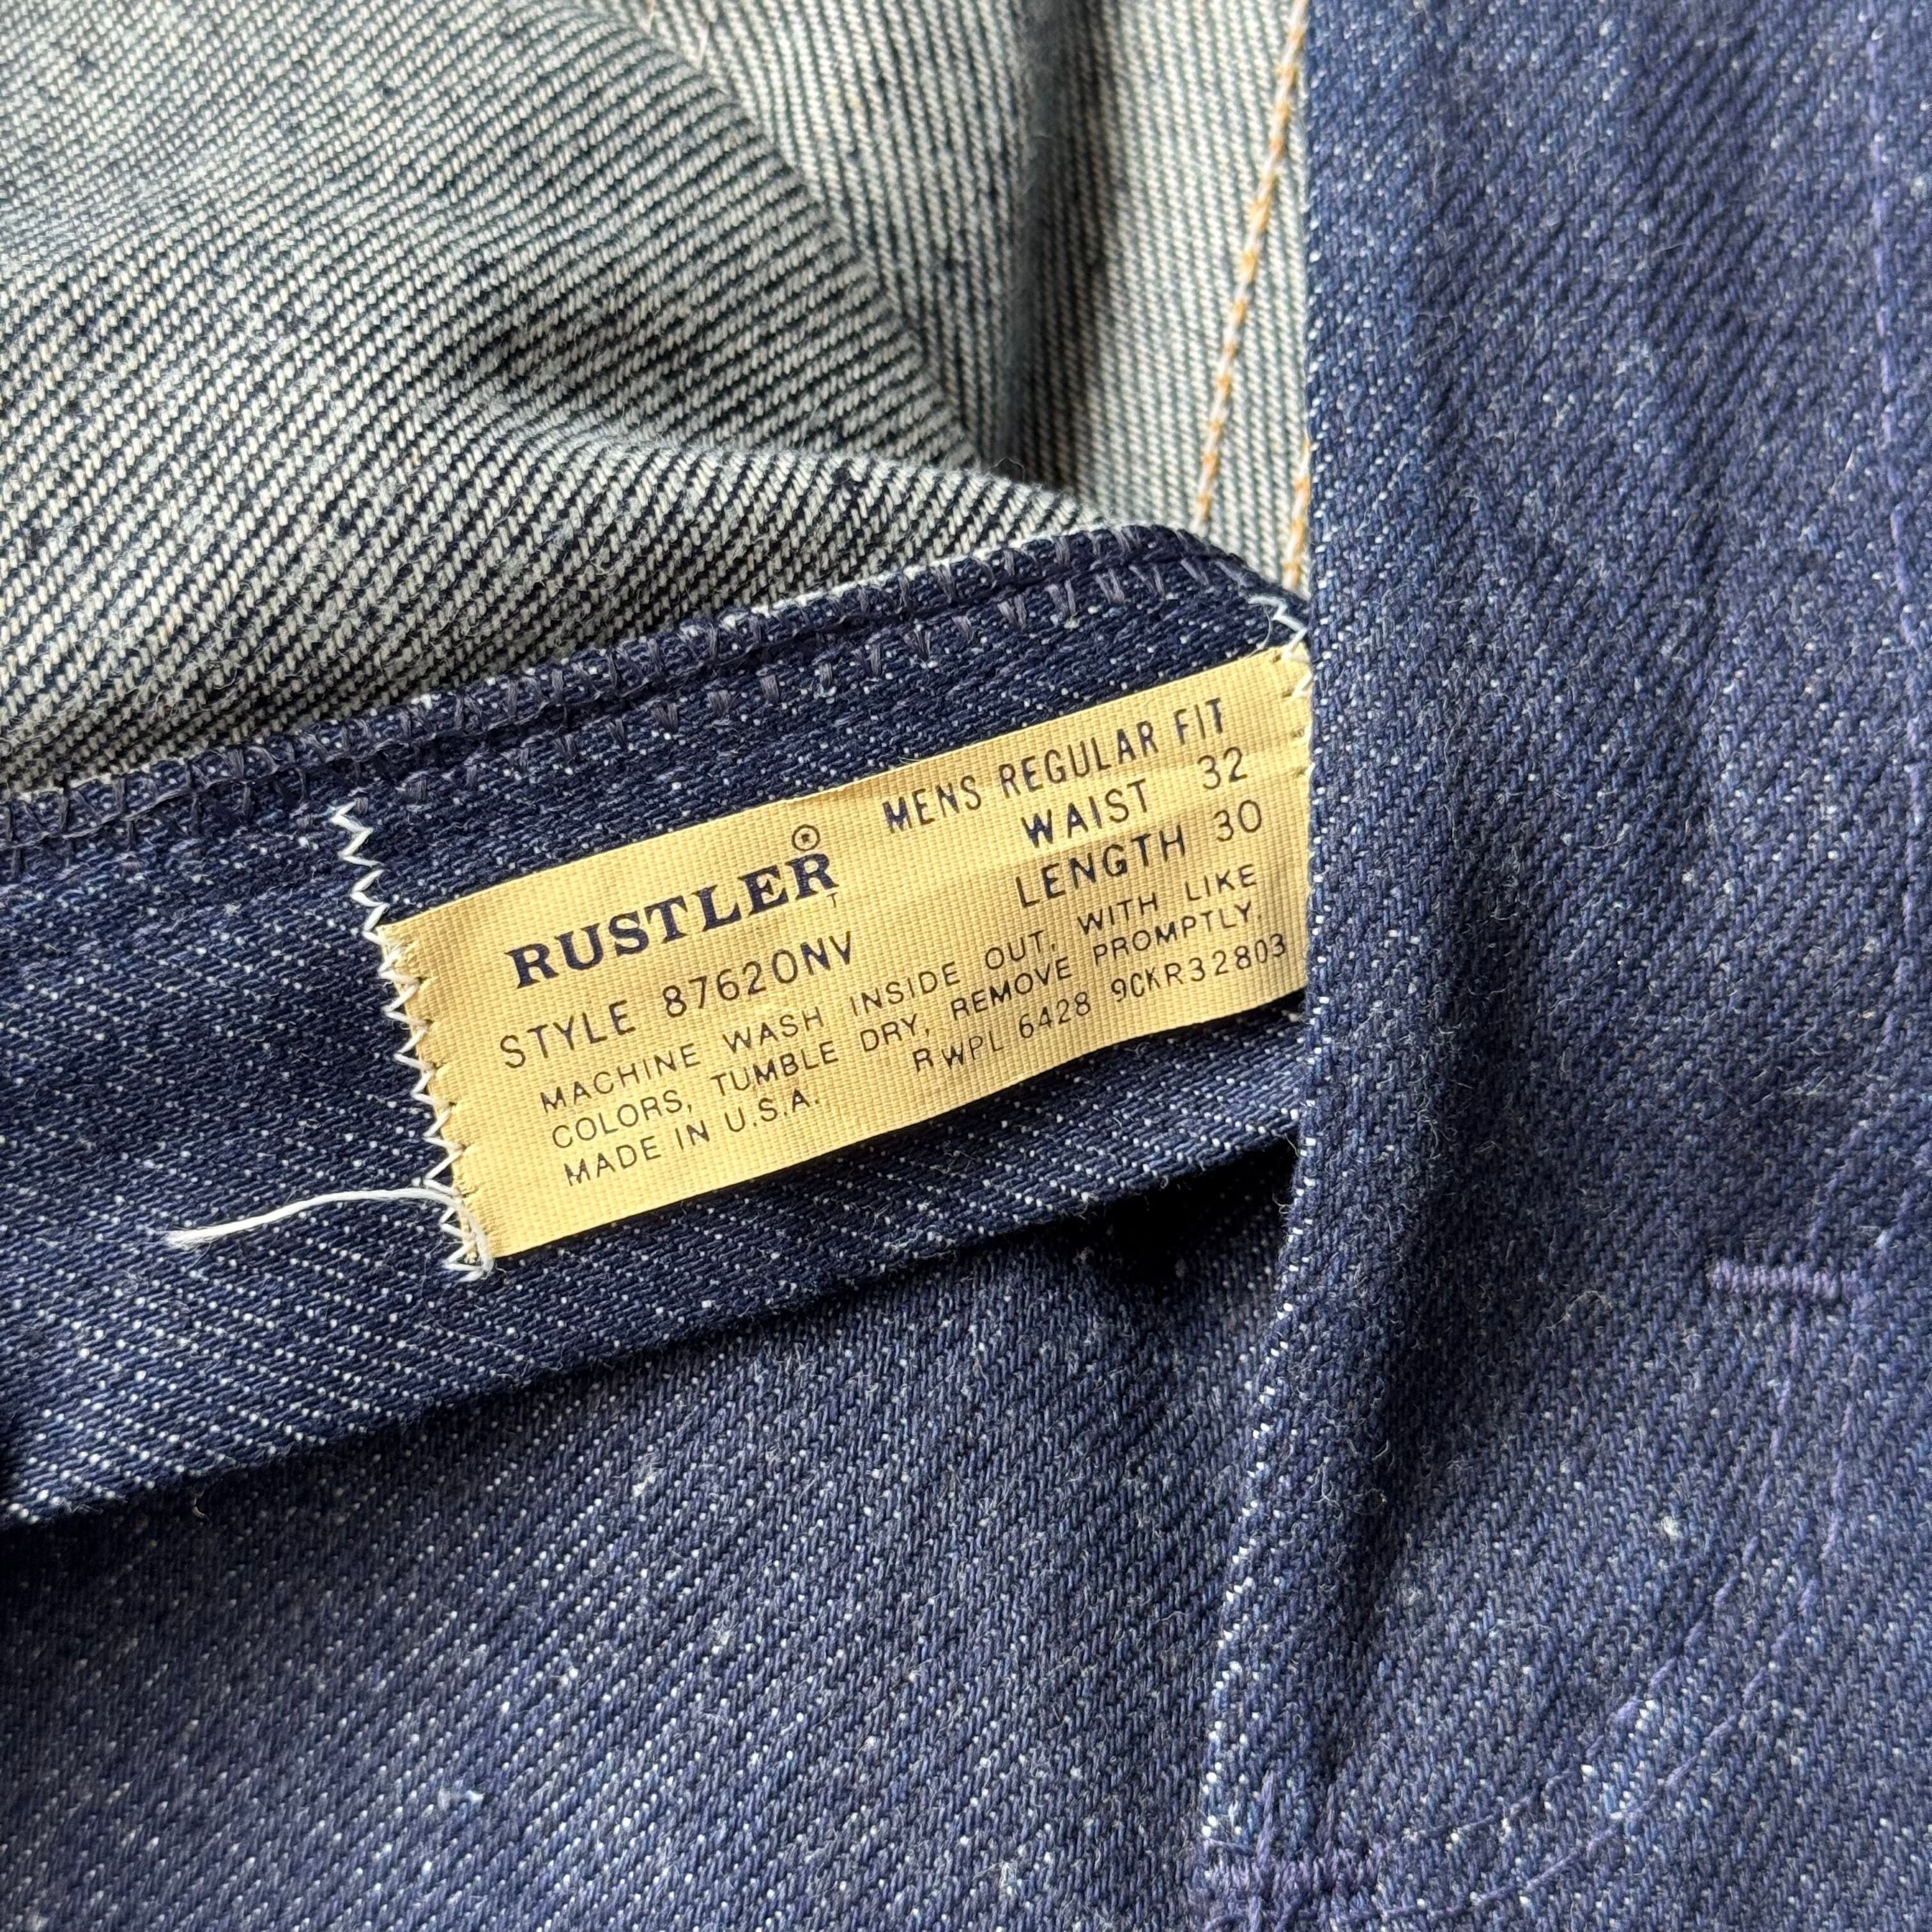 MENS REGULAR FIT
WAIST 32
LENGTH 30
RUSTLER®
T
STYLE 87620NV
MACHINE WASH INSIDE OUT, WITH LIKE
COLORS, TUMBLE DRY, REMOVE PROMPTLY.
MADE IN U.S.A. RWPL 6428 9CKR32803